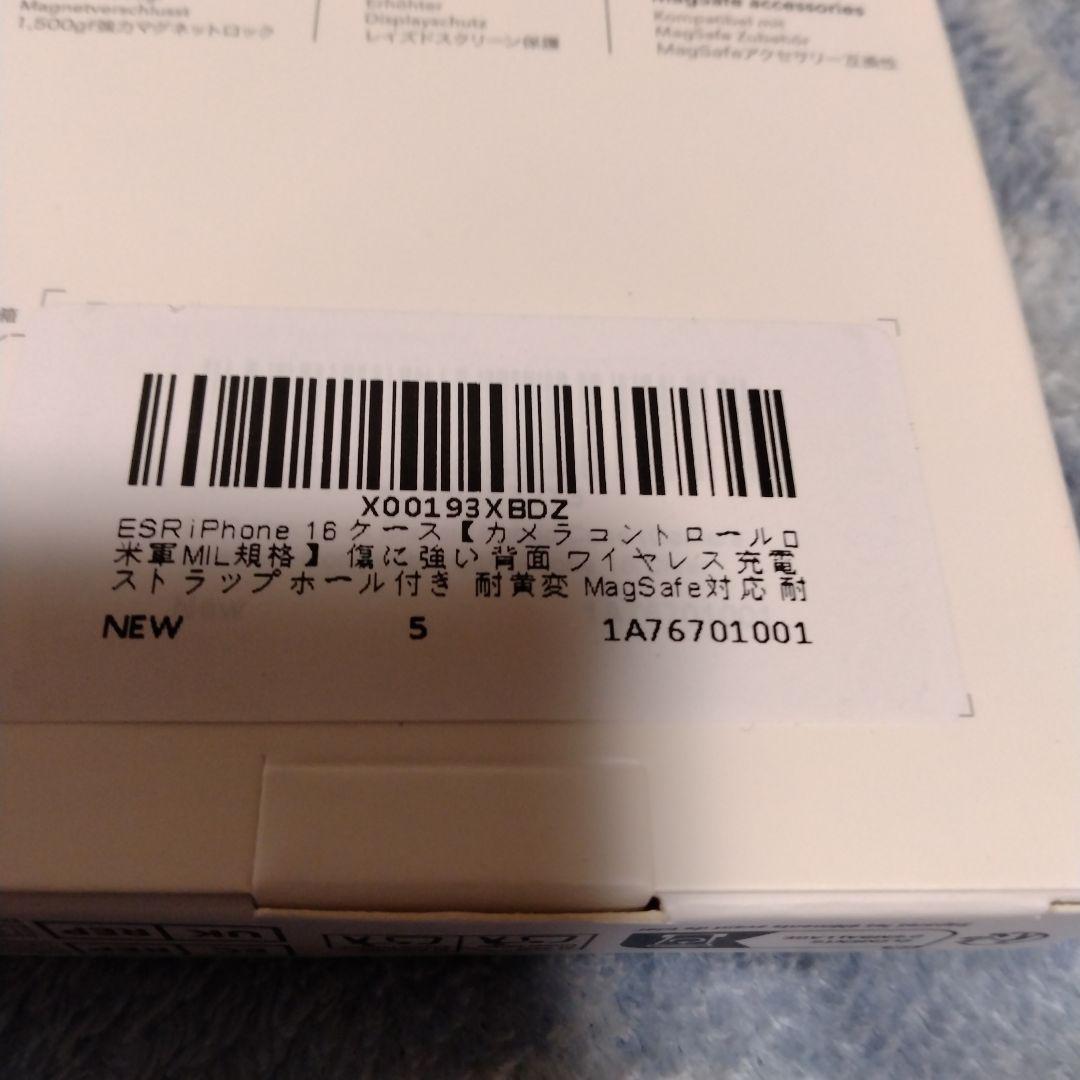 Magnetverschlusst
1,500gf強力マグネットロック
Erhöhter
Displayschutz
レイズドスクリーン保護
MagSafe accessories
Kompatibel mit
MagSafe Zubehör
MagSafeアクセサリー互換性
箱
X00193XBDZ
ESR iPhone 16 ケース【カメラコントロールロ
米軍MIL規格】 傷に強い背面 ワイヤレス充電
ストラップホール付き 耐黄変 MagSafe対応 耐
NEW 5 1A76701001
NEW
UK REP